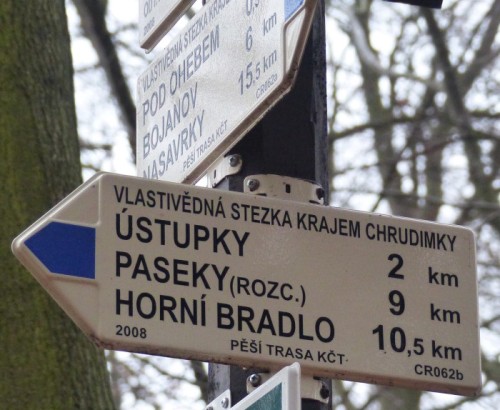 VLASTIVĚDNÁ STEZKA KRAJEM CHRUDIMKY
POD OHEBEM
BOJANOV 6 km
NASAVRKY 15,5 km
PĚŠÍ TRASA KČT
CR062a
VLASTIVĚDNÁ STEZKA KRAJEM CHRUDIMKY
ÚSTUPKY 2 km
PASEKY (ROZC.) 9 km
HORNÍ BRADLO 10,5 km
2008 PĚŠÍ TRASA KČT CR062b